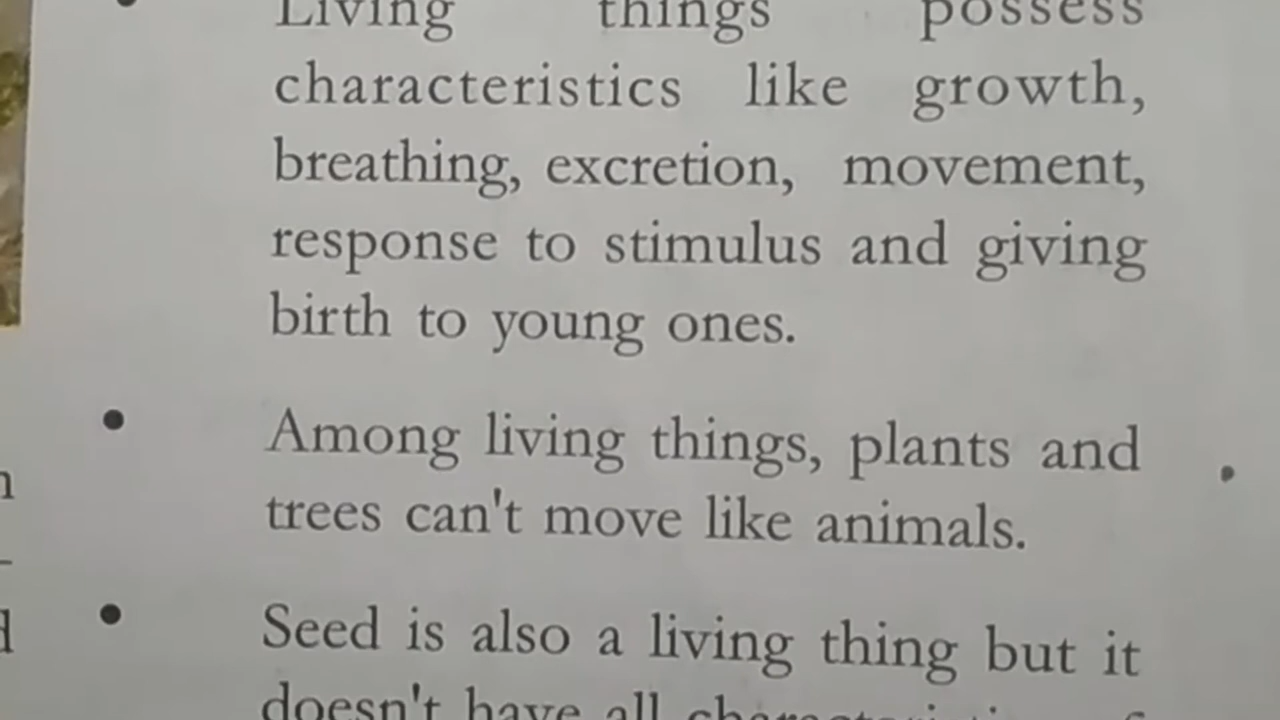 • Living things possess
characteristics like growth,
breathing, excretion, movement,
response to stimulus and giving
birth to young ones.
• Among living things, plants and
trees can't move like animals.
• Seed is also a living thing but it
doesn't have all